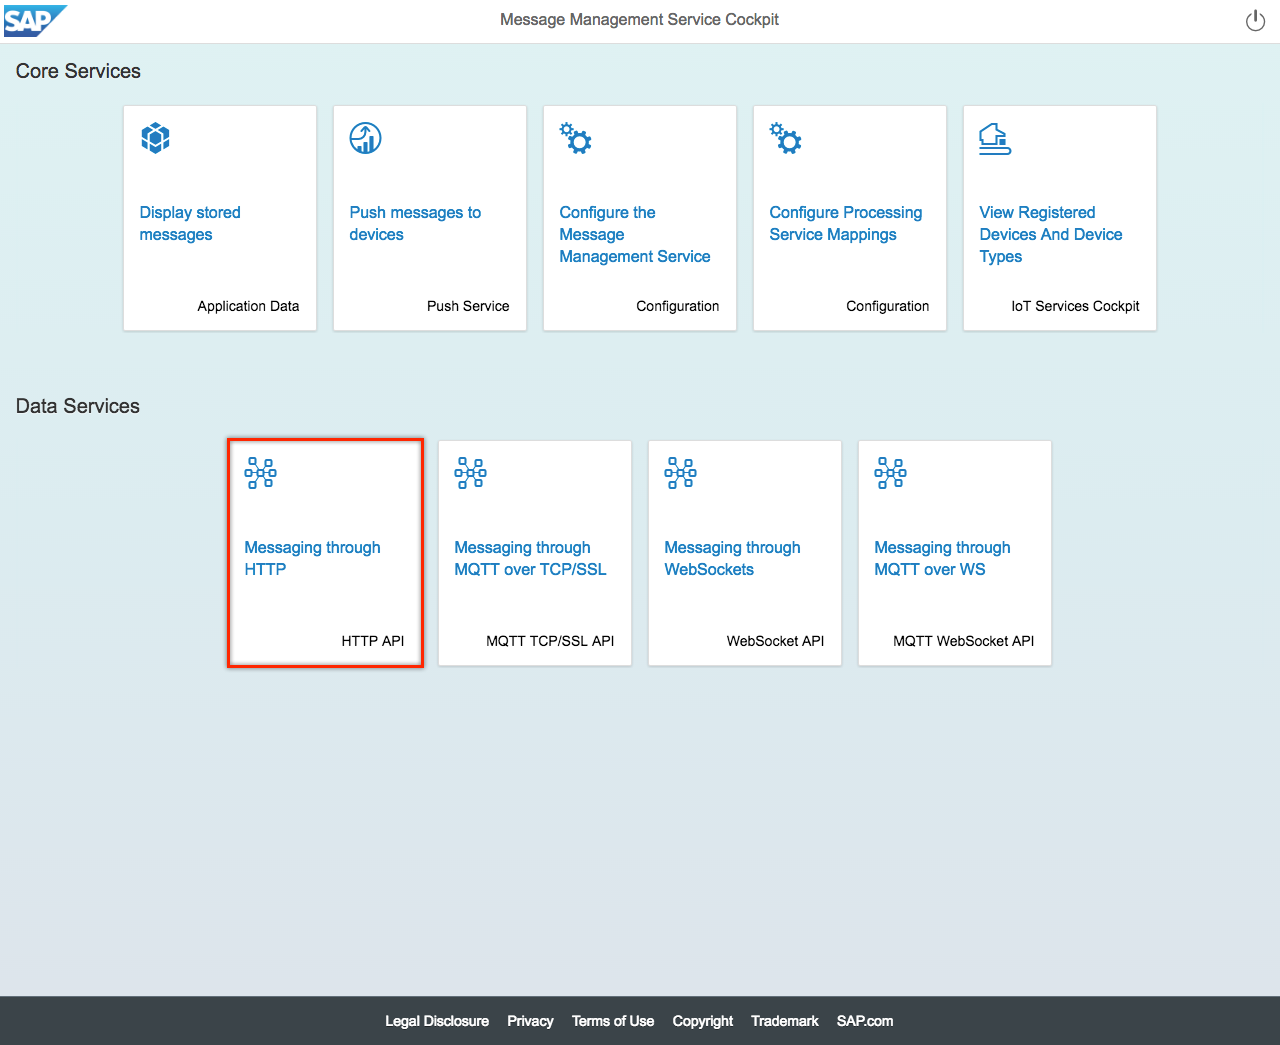 SAP
Message Management Service Cockpit
Core Services
Display stored
messages
Application Data
Push messages to
devices
Push Service
Configure the
Message
Management Service
Configuration
Configure Processing
Service Mappings
Configuration
View Registered
Devices And Device
Types
IoT Services Cockpit
Data Services
Messaging through
HTTP
HTTP API
Messaging through
MQTT over TCP/SSL
MQTT TCP/SSL API
Messaging through
WebSockets
WebSocket API
Messaging through
MQTT over WS
MQTT WebSocket API
Legal Disclosure Privacy Terms of Use Copyright Trademark SAP.com